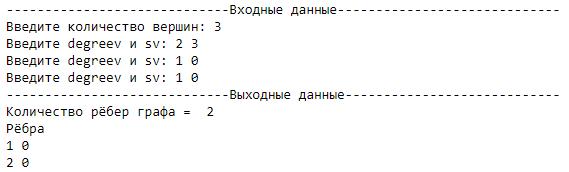 -----------------------------Входные данные-----------------------------
Введите количество вершин: 3
Введите degreev и sv: 2 3
Введите degreev и sv: 1 0
Введите degreev и sv: 1 0
-----------------------------Выходные данные----------------------------
Количество рёбер графа =  2
Рёбра
1 0
2 0